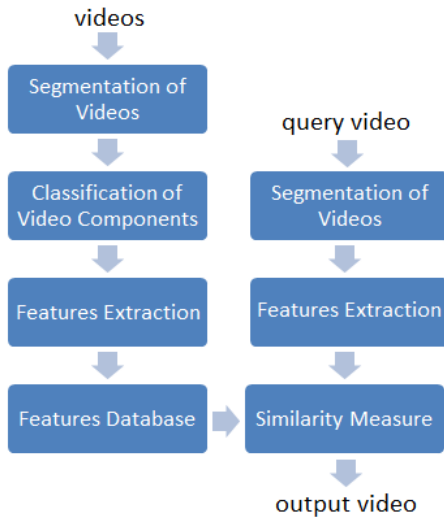 videos
Segmentation of
Videos
Classification of
Video Components
Features Extraction
Features Database
query video
Segmentation of
Videos
Features Extraction
Similarity Measure
output video